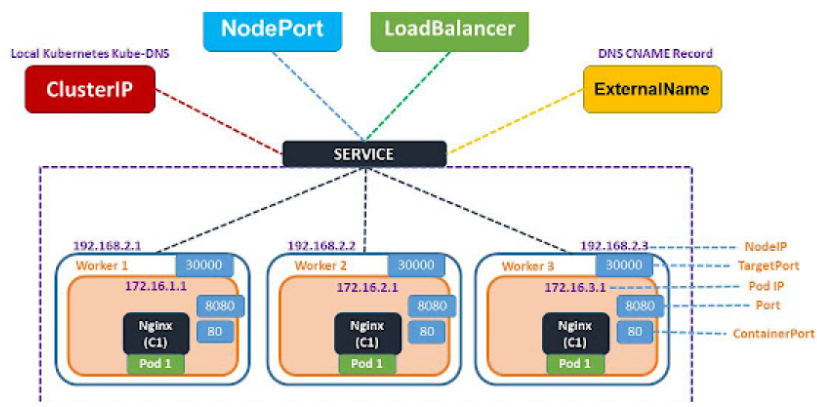 NodePort
LoadBalancer
Local Kubernetes Kube-DNS
DNS CNAME Record
ClusterIP
ExternalName
SERVICE
192.168.2.1
192.168.2.2
192.168.2.3
NodeIP
Worker 1
30000
Worker 2
30000
Worker 3
30000
TargetPort
172.16.1.1
172.16.2.1
172.16.3.1
Pod IP
8080
8080
8080
Port
Nginx
(C1)
80
Nginx
(C1)
80
Nginx
(C1)
80
ContainerPort
Pod 1
Pod 1
Pod 1